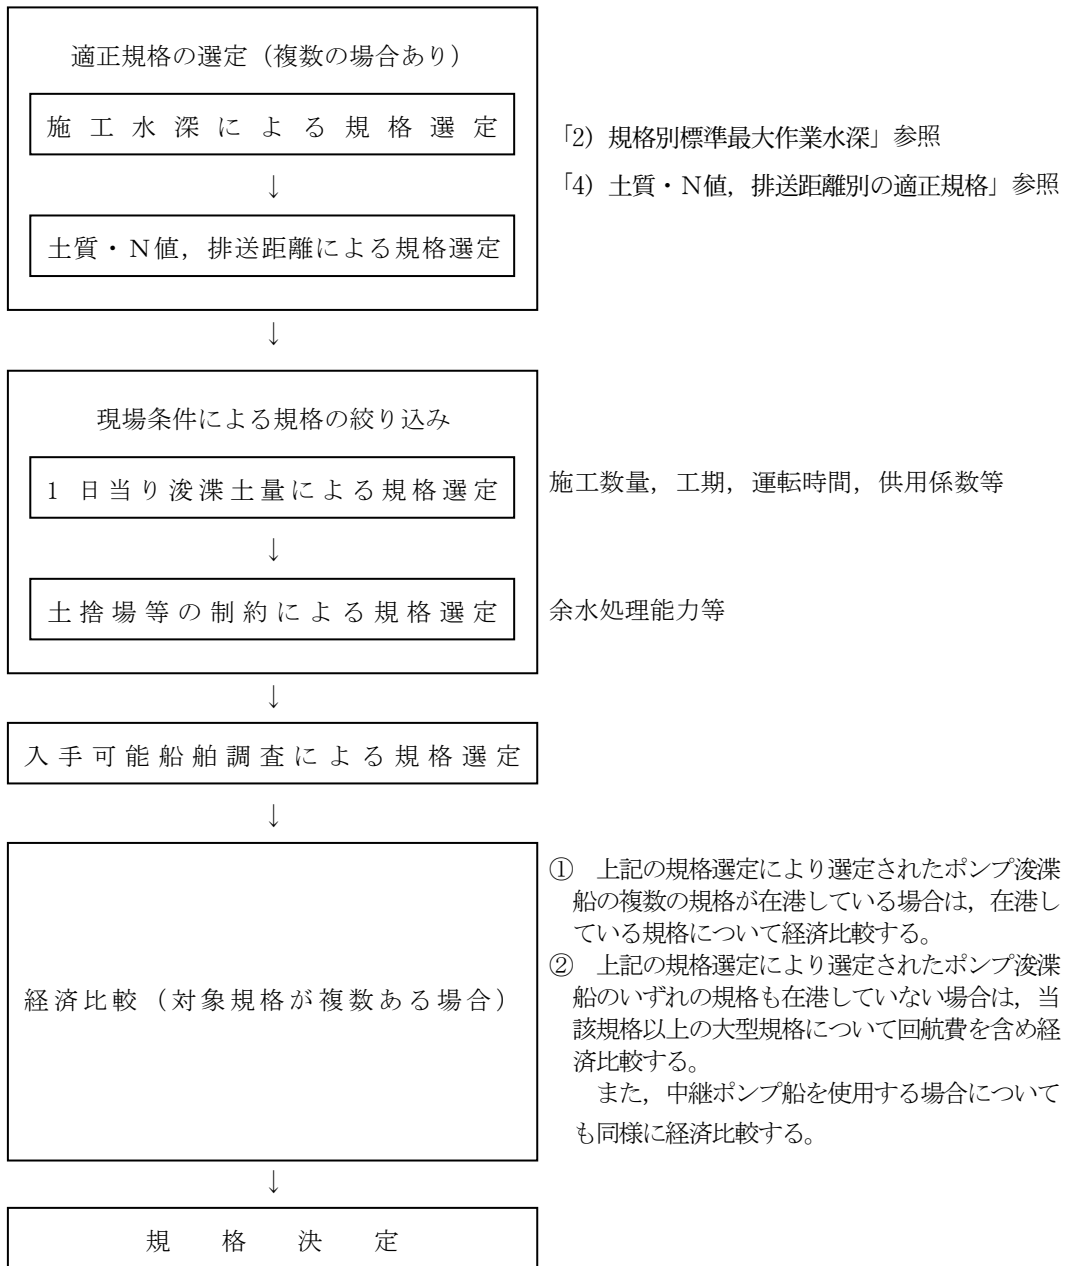 適正規格の選定（複数の場合あり）
施工水深による規格選定
「2）規格別標準最大作業水深」参照
↓
「4）土質・Ｎ値，排送距離別の適正規格」参照
土質・Ｎ値，排送距離による規格選定
↓
現場条件による規格の絞り込み
1 日当り浚渫土量による規格選定
施工数量，工期，運転時間，供用係数等
↓
土捨場等の制約による規格選定
余水処理能力等
↓
入手可能船舶調査による規格選定
↓
経済比較（対象規格が複数ある場合）
① 上記の規格選定により選定されたポンプ浚渫
船の複数の規格が在港している場合は，在港し
ている規格について経済比較する。
② 上記の規格選定により選定されたポンプ浚渫
船のいずれの規格も在港していない場合は，当
該規格以上の大型規格について回航費を含め経
済比較する。
また，中継ポンプ船を使用する場合について
も同様に経済比較する。
↓
規格決定